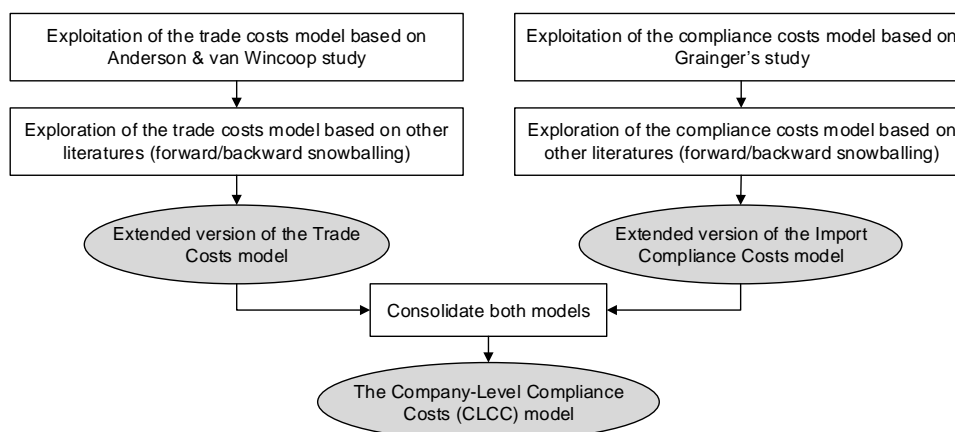 Exploitation of the trade costs model based on
Anderson & van Wincoop study
Exploration of the trade costs model based on other
literatures (forward/backward snowballing)
Extended version of the Trade
Costs model
Exploitation of the compliance costs model based on
Grainger's study
Exploration of the compliance costs model based on
other literatures (forward/backward snowballing)
Extended version of the Import
Compliance Costs model
Consolidate both models
The Company-Level Compliance
Costs (CLCC) model